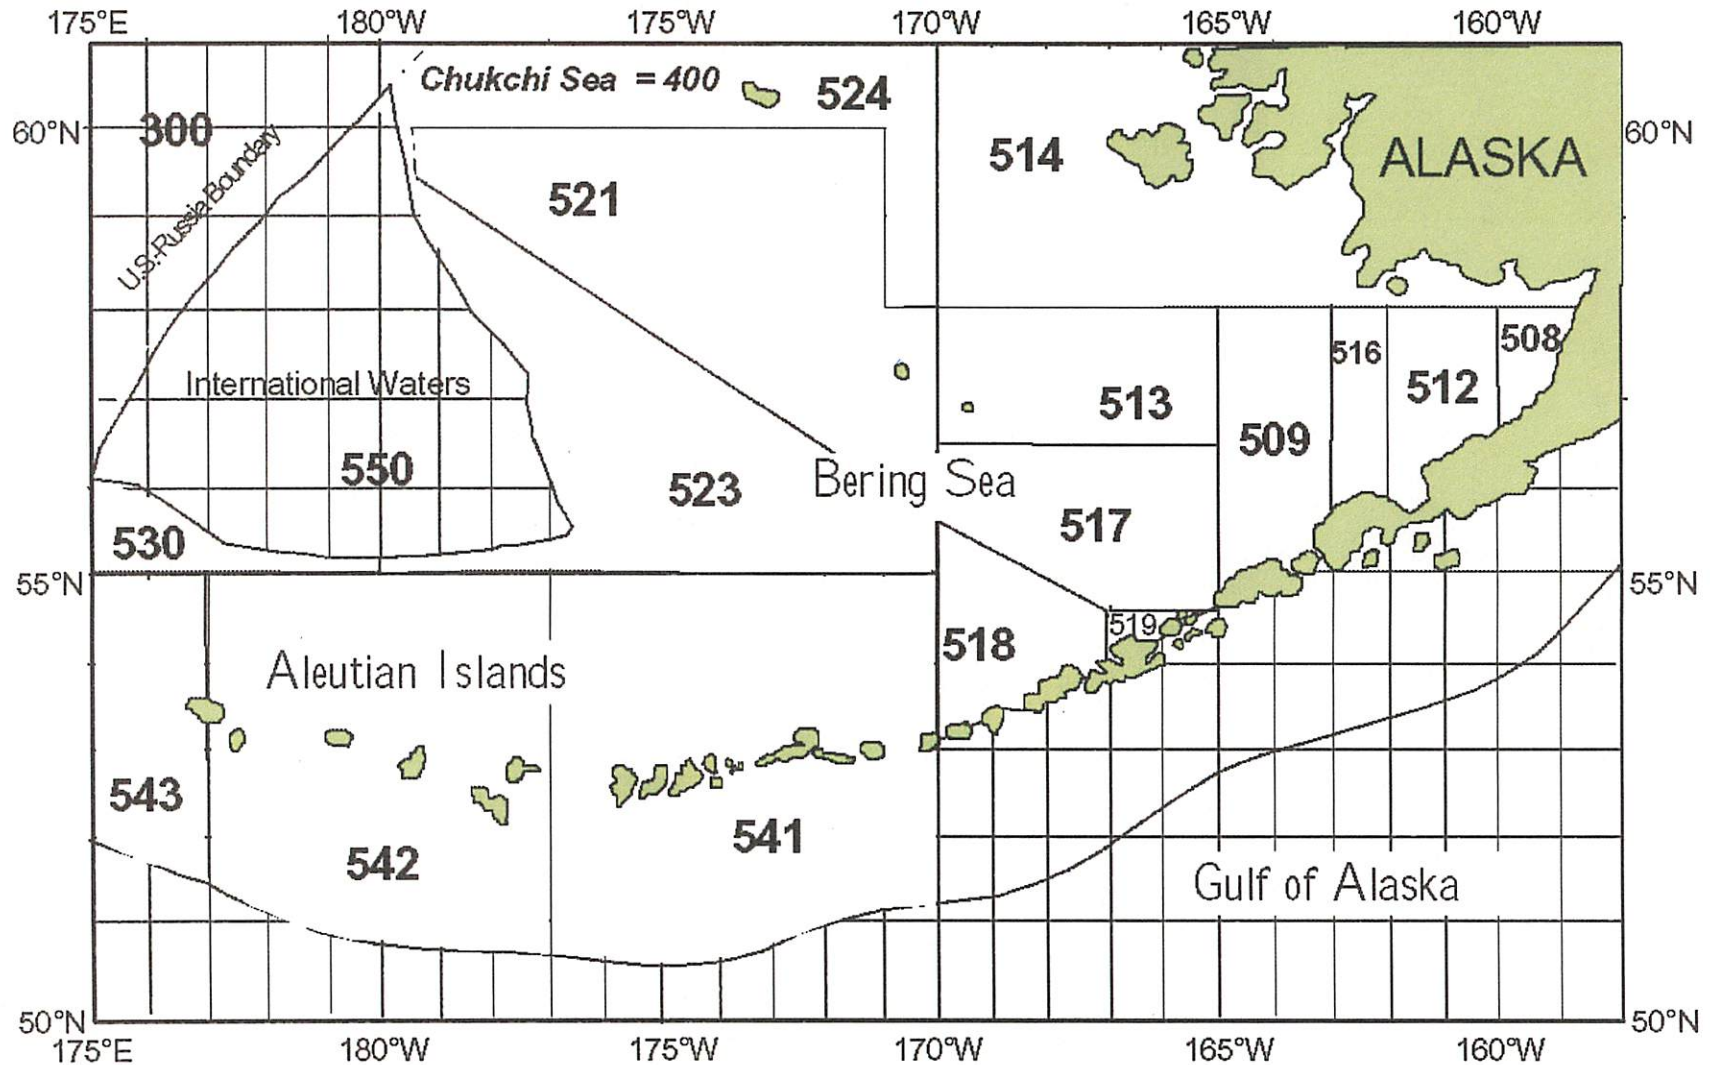 175°E 180°W 175°W 170°W 165°W 160°W
Chukchi Sea = 400
524
300
60°N
60°N
514
ALASKA
U.S.-Russia Boundary
521
508
516
International Waters
512
513
509
550
Bering Sea
523
517
530
55°N
55°N
519
518
Aleutian Islands
543
541
542
Gulf of Alaska
50°N
50°N
175°E 180°W 175°W 170°W 165°W 160°W